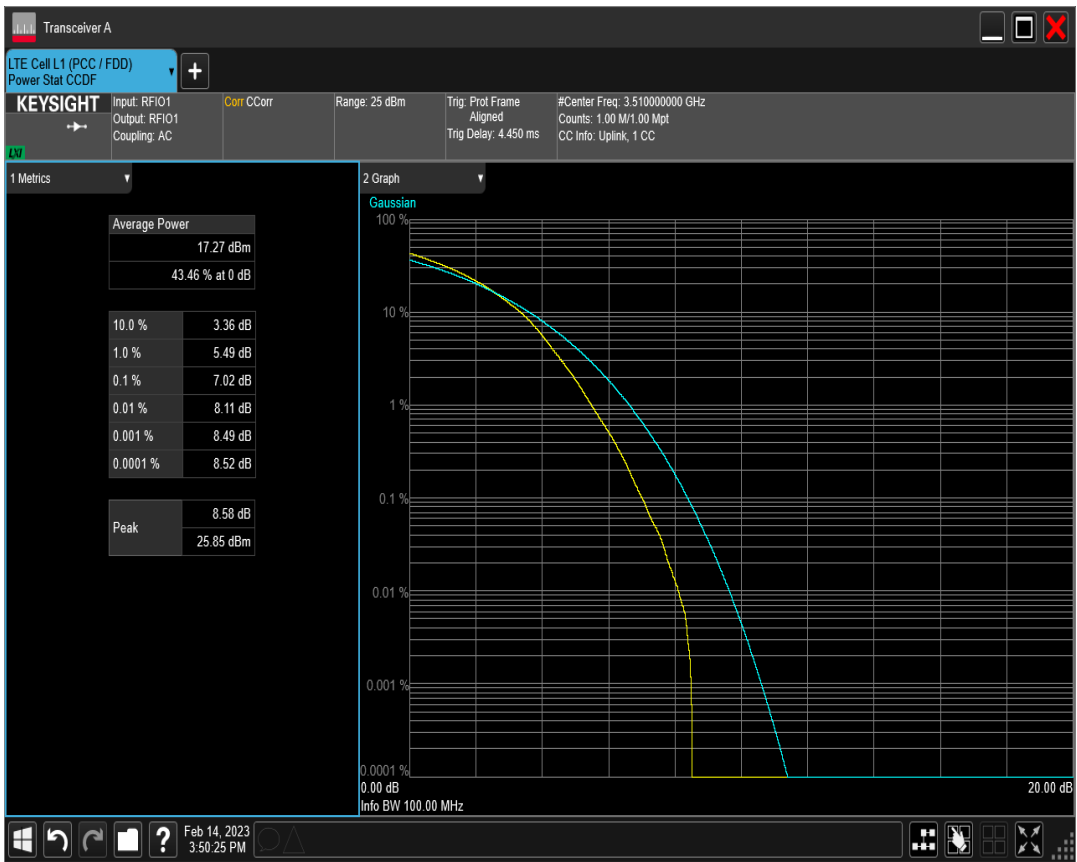 Transceiver A
LTE Cell L1 (PCC / FDD)
Power Stat CCDF
KEYSIGHT
LXI
Input: RFIO1
Output: RFIO1
Coupling: AC
Corr CCorr
Range: 25 dBm
Trig: Prot Frame
Aligned
Trig Delay: 4.450 ms
#Center Freq: 3.510000000 GHz
Counts: 1.00 M/1.00 Mpt
CC Info: Uplink, 1 CC
1 Metrics
Average Power
17.27 dBm
43.46 % at 0 dB
10.0 % 3.36 dB
1.0 % 5.49 dB
0.1 % 7.02 dB
0.01 % 8.11 dB
0.001 % 8.49 dB
0.0001 % 8.52 dB
Peak
8.58 dB
25.85 dBm
2 Graph
Gaussian
100 %
10 %
1 %
0.1 %
0.01 %
0.001 %
0.0001 %
0.00 dB 20.00 dB
Info BW 100.00 MHz
?
Feb 14, 2023
3:50:25 PM